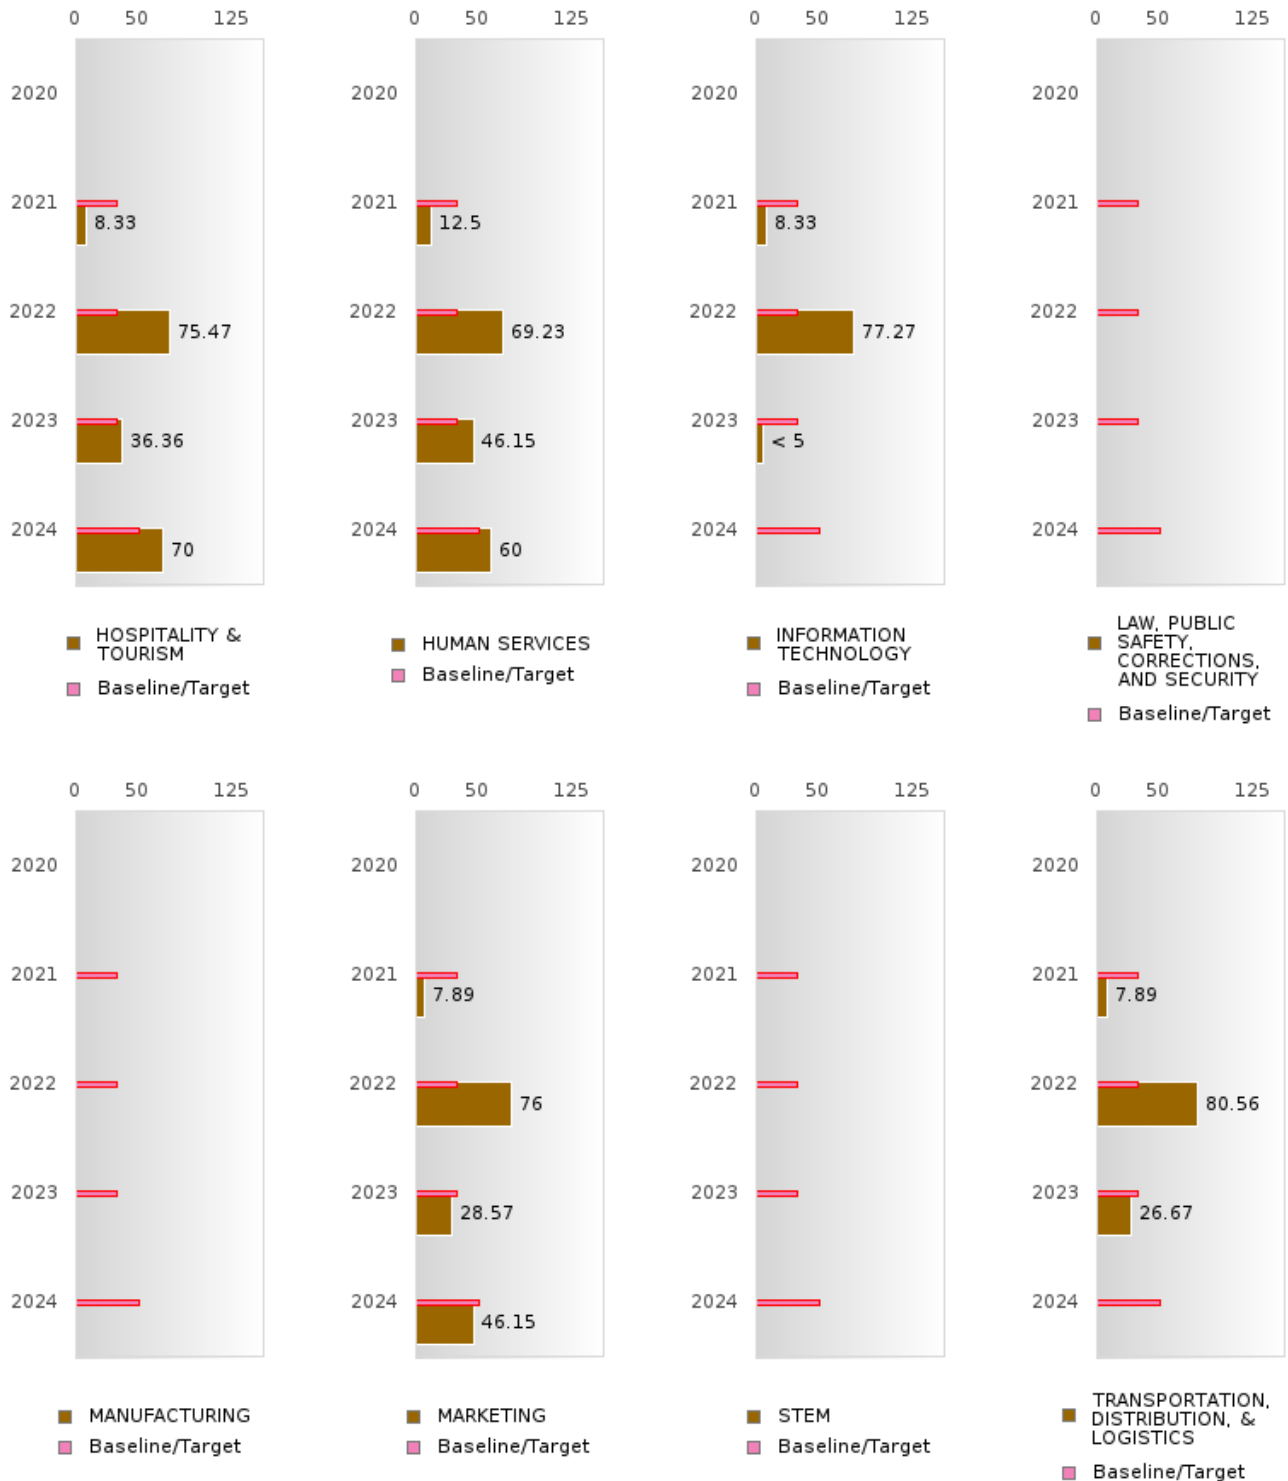 0 50 125 0 50 125 0 50 125 0 50 125
2020 2020 2020 2020
2021 2021 2021 2021
8.33 12.5 8.33
2022 2022 2022 2022
75.47 69.23 77.27
2023 2023 2023 2023
36.36 46.15 < 5
2024 2024 2024 2024
70 60
HOSPITALITY &
TOURISM
Baseline/Target
HUMAN SERVICES
Baseline/Target
INFORMATION
TECHNOLOGY
Baseline/Target
LAW, PUBLIC
SAFETY,
CORRECTIONS,
AND SECURITY
Baseline/Target
0 50 125 0 50 125 0 50 125 0 50 125
2020 2020 2020 2020
2021 2021 2021 2021
7.89 7.89
2022 2022 2022 2022
76 80.56
2023 2023 2023 2023
28.57 26.67
2024 2024 2024 2024
46.15
MANUFACTURING
Baseline/Target
MARKETING
Baseline/Target
STEM
Baseline/Target
TRANSPORTATION,
DISTRIBUTION, &
LOGISTICS
Baseline/Target